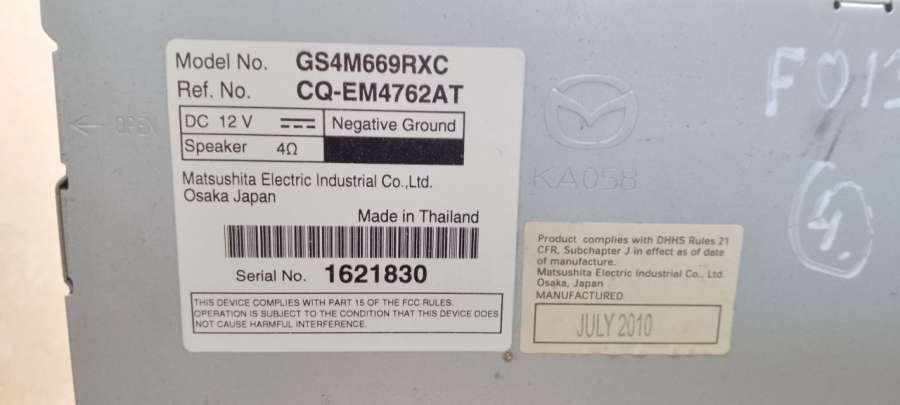 Model No. GS4M669RXC
Ref. No. CQ-EM4762AT
DC 12 V Negative Ground
Speaker 4Ω
Matsushita Electric Industrial Co.,Ltd.
Osaka Japan
Made in Thailand
Serial No. 1621830
THIS DEVICE COMPLIES WITH PART 15 OF THE FCC RULES.
OPERATION IS SUBJECT TO THE CONDITION THAT THIS DEVICE DOES
NOT CAUSE HARMFUL INTERFERENCE.
← OPEN
KA058
F013
4.
Product complies with DHHS Rules 21
CFR, Subchapter J in effect as of date
of manufacture.
Matsushita Electric Industrial Co., Ltd.
Osaka, Japan
MANUFACTURED
JULY 2010